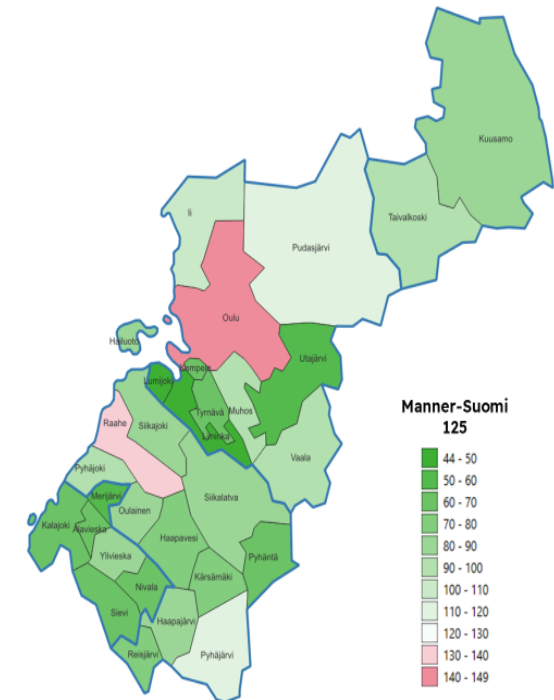 Kuusamo
Taivalkoski
Ii
Pudasjärvi
Oulu
Hailuoto
Utajärvi
Kempele
Lumijoki
Tyrnävä
Muhos
Liminka
Raahe
Siikajoki
Vaala
Pyhäjoki
Siikalatva
Merijärvi
Oulainen
Kalajoki
Alavieska
Haapavesi
Ylivieska
Pyhäntä
Kärsämäki
Nivala
Sievi
Haapajärvi
Reisjärvi
Pyhäjärvi
Manner-Suomi
125
44 - 50
50 - 60
60 - 70
70 - 80
80 - 90
90 - 100
100 - 110
110 - 120
120 - 130
130 - 140
140 - 149